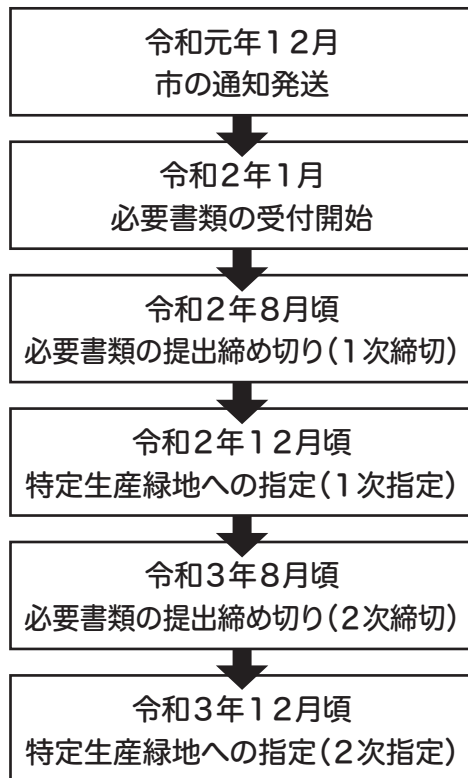 令和元年12月
市の通知発送
令和2年1月
必要書類の受付開始
令和2年8月頃
必要書類の提出締め切り(1次締切)
令和2年12月頃
特定生産緑地への指定(1次指定)
令和3年8月頃
必要書類の提出締め切り(2次締切)
令和3年12月頃
特定生産緑地への指定(2次指定)